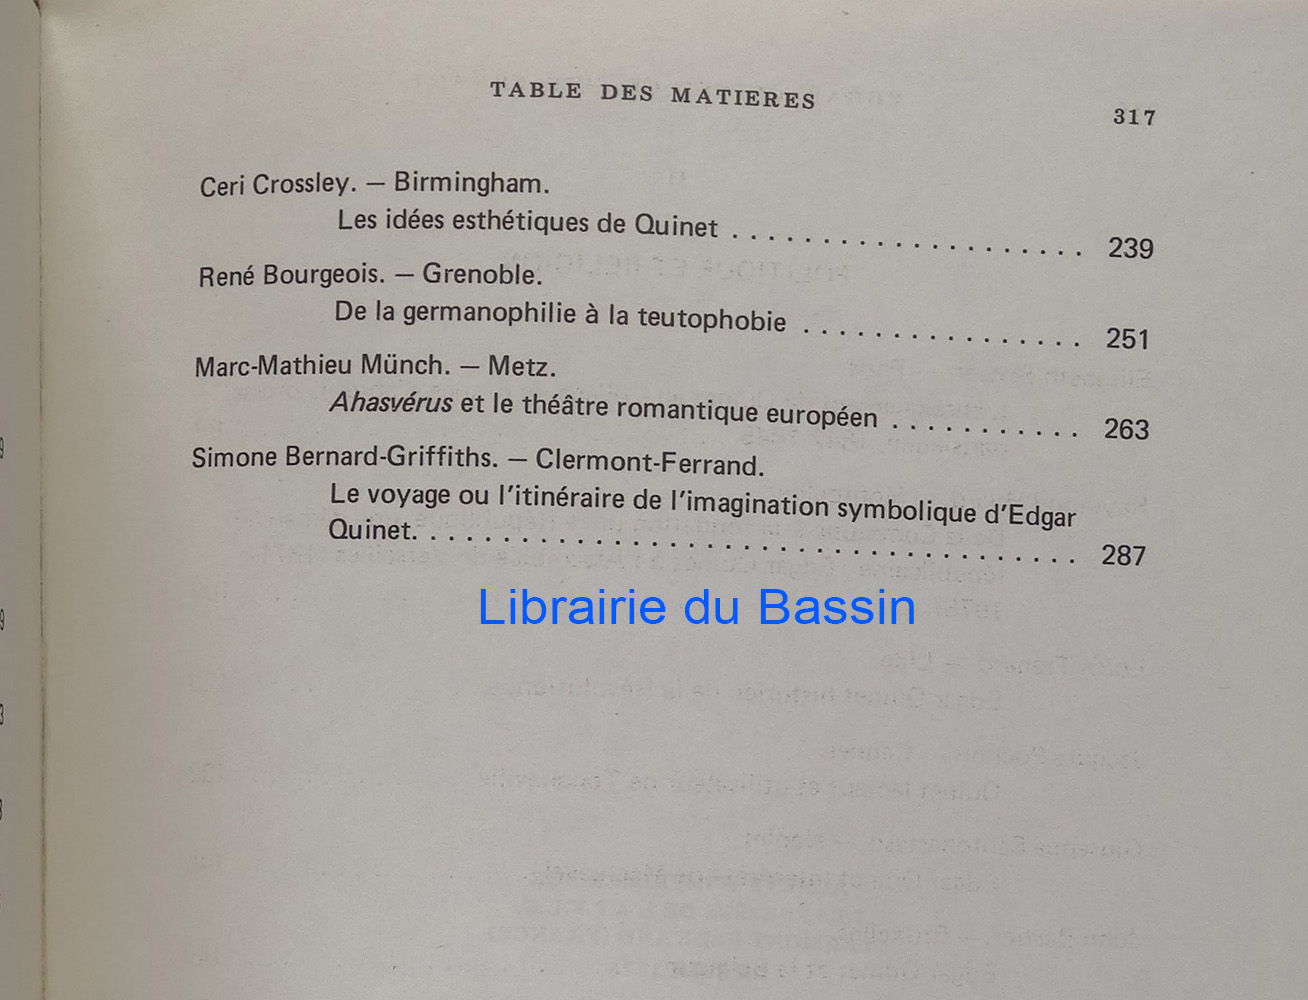 TABLE DES MATIERES
317
Ceri Crossley. — Birmingham.
Les idées esthétiques de Quinet . . . . . . . . . . . . . . . . . . . . 239
René Bourgeois. — Grenoble.
De la germanophilie à la teutophobie . . . . . . . . . . . . . . . . 251
Marc-Mathieu Münch. — Metz.
Ahasvérus et le théâtre romantique européen . . . . . . . . . . . 263
Simone Bernard-Griffiths. — Clermont-Ferrand.
Le voyage ou l'itinéraire de l'imagination symbolique d'Edgar
Quinet. . . . . . . . . . . . . . . . . . . . . . . . . . . . . . . . . . . . . 287
Librairie du Bassin